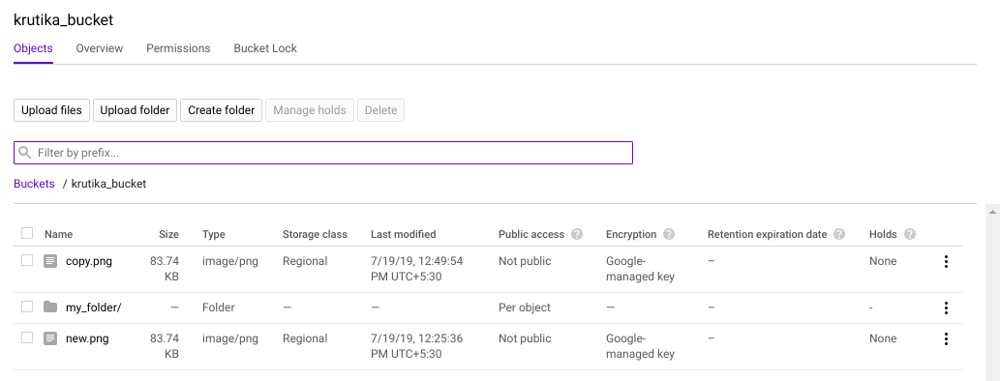 krutika_bucket
Objects Overview Permissions Bucket Lock
Upload files Upload folder Create folder Manage holds Delete
Filter by prefix...
Buckets / krutika_bucket
Name Size Type Storage class Last modified Public access ? Encryption ? Retention expiration date ? Holds ?
copy.png 83.74 image/png Regional 7/19/19, 12:49:54 Not public Google- – None
KB PM UTC+5:30 managed key
my_folder/ — Folder — — Per object — – -
new.png 83.74 image/png Regional 7/19/19, 12:25:36 Not public Google- – None
KB PM UTC+5:30 managed key